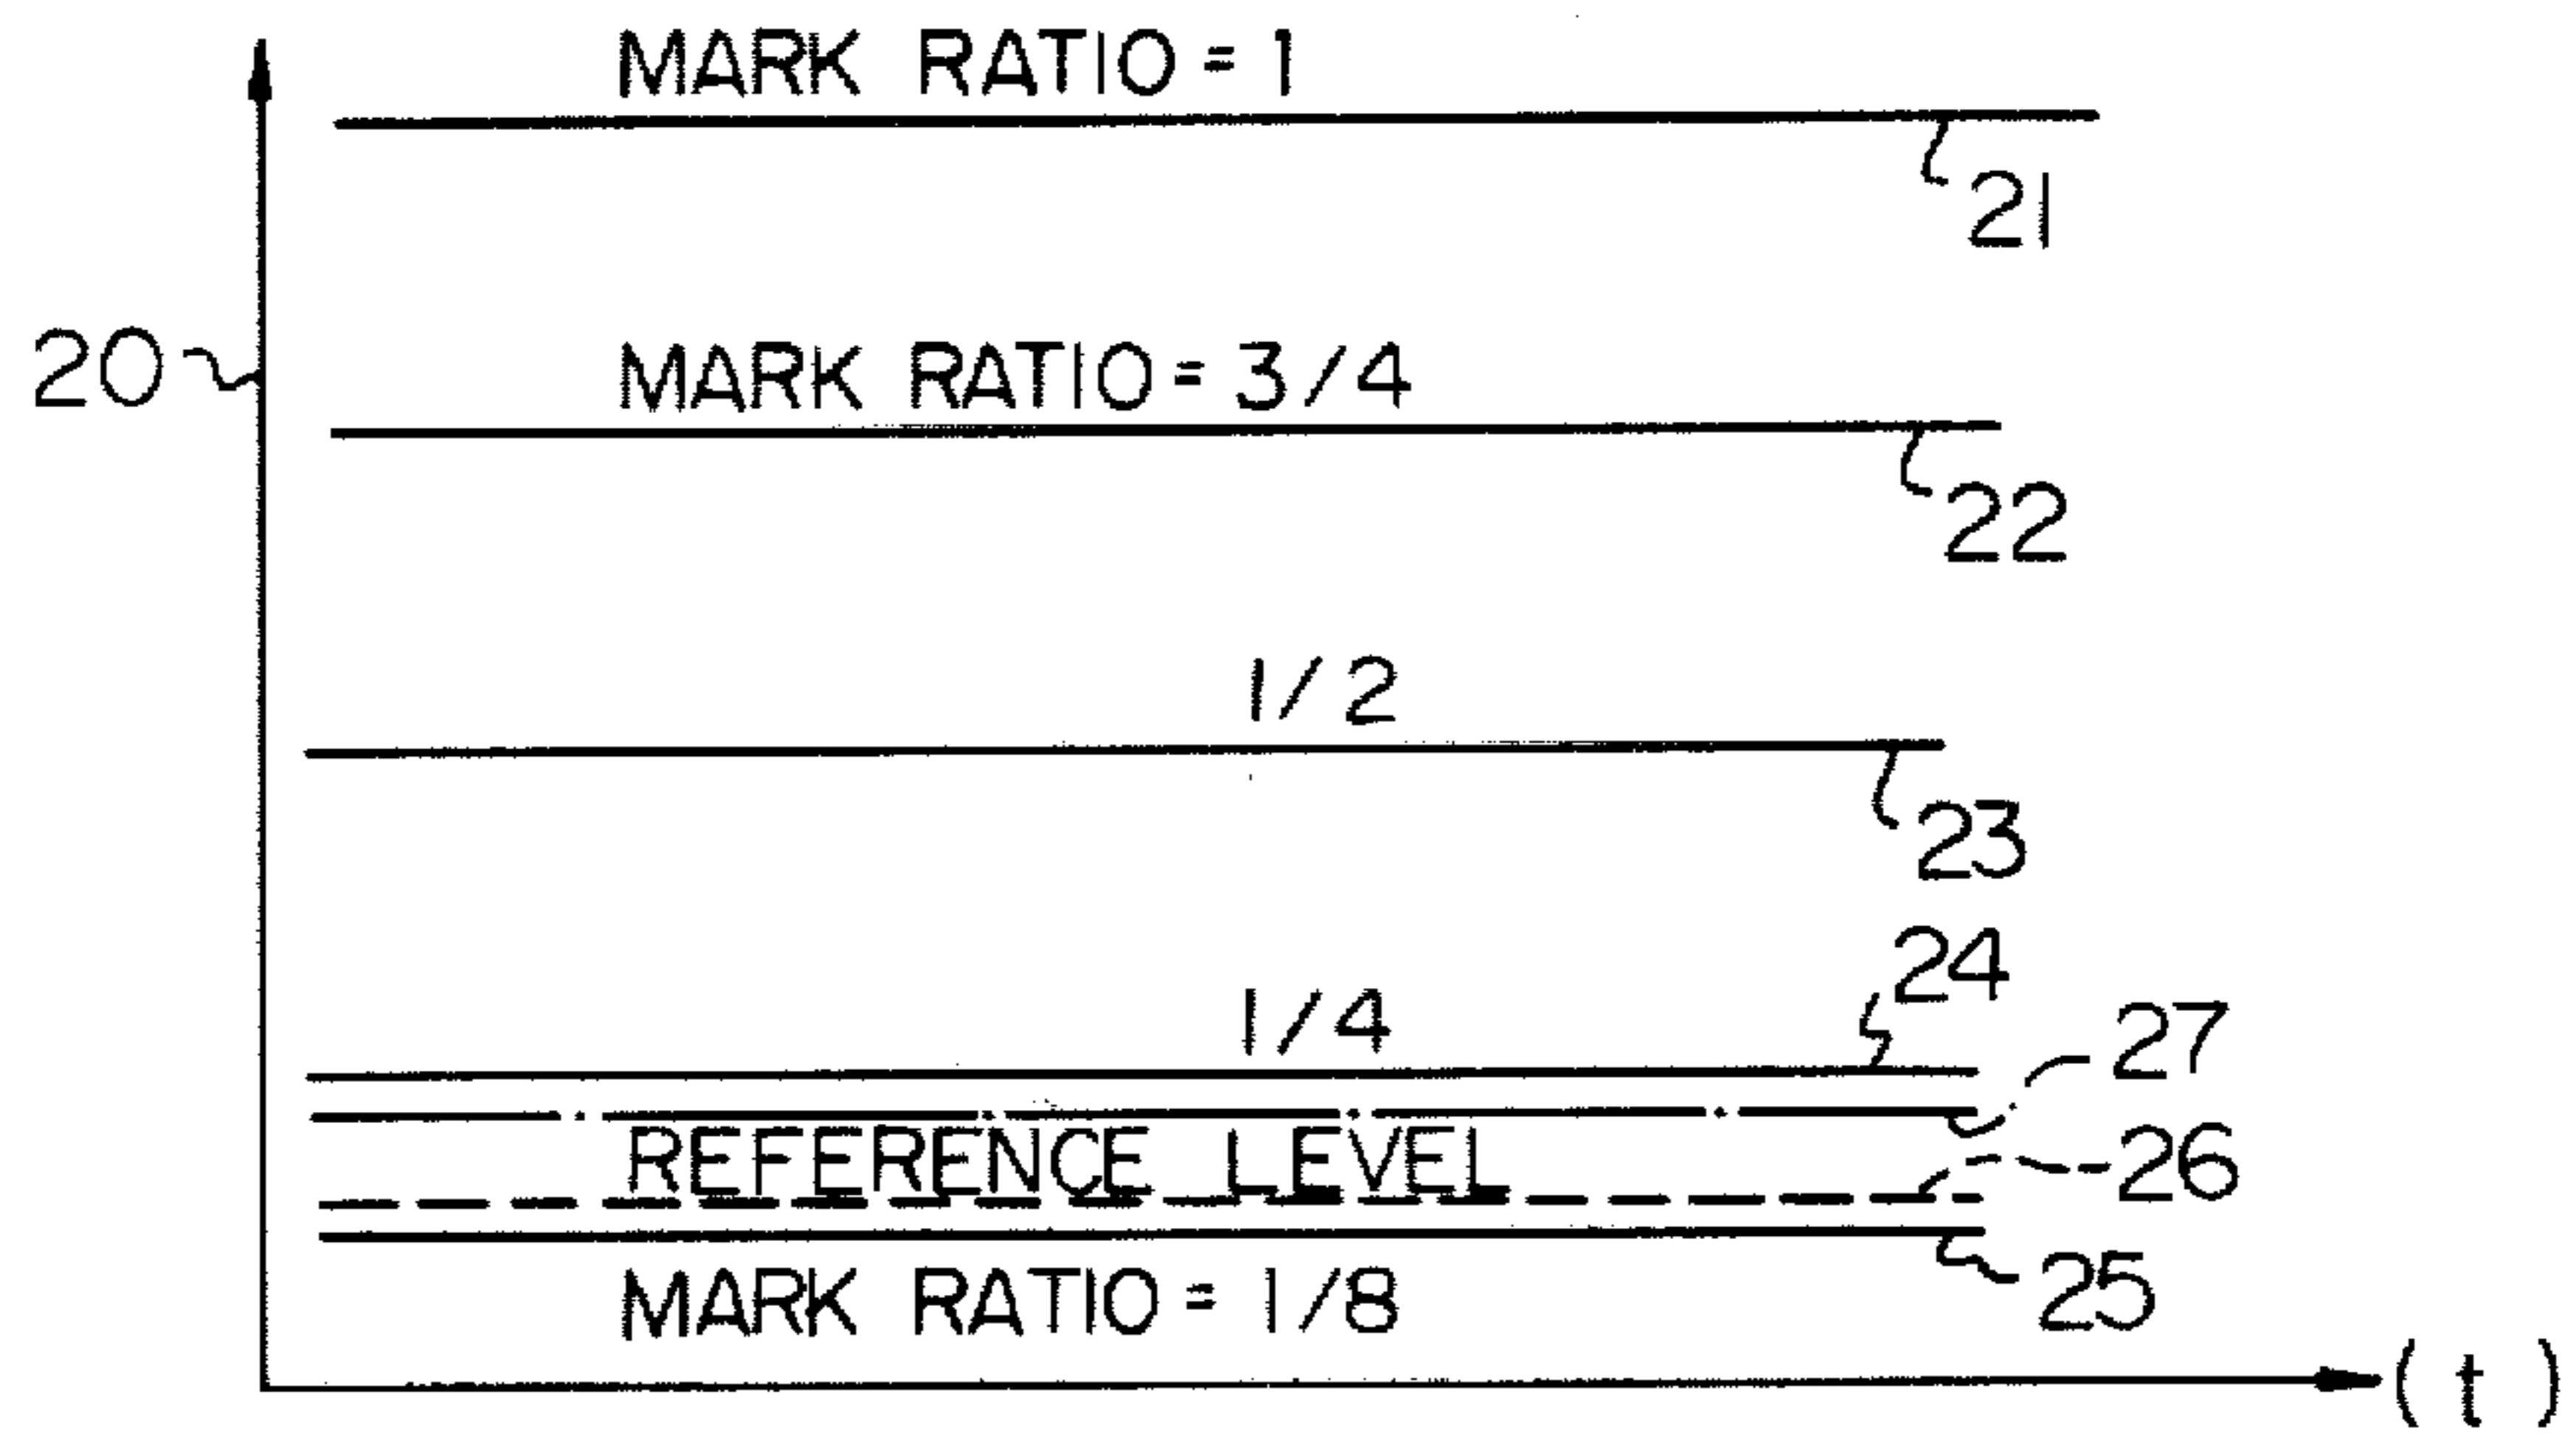 MARK RATIO = 1
21
20
MARK RATIO = 3/4
22
1/2
23
24
1/4
27
REFERENCE LEVEL
26
25
MARK RATIO = 1/8
(t)